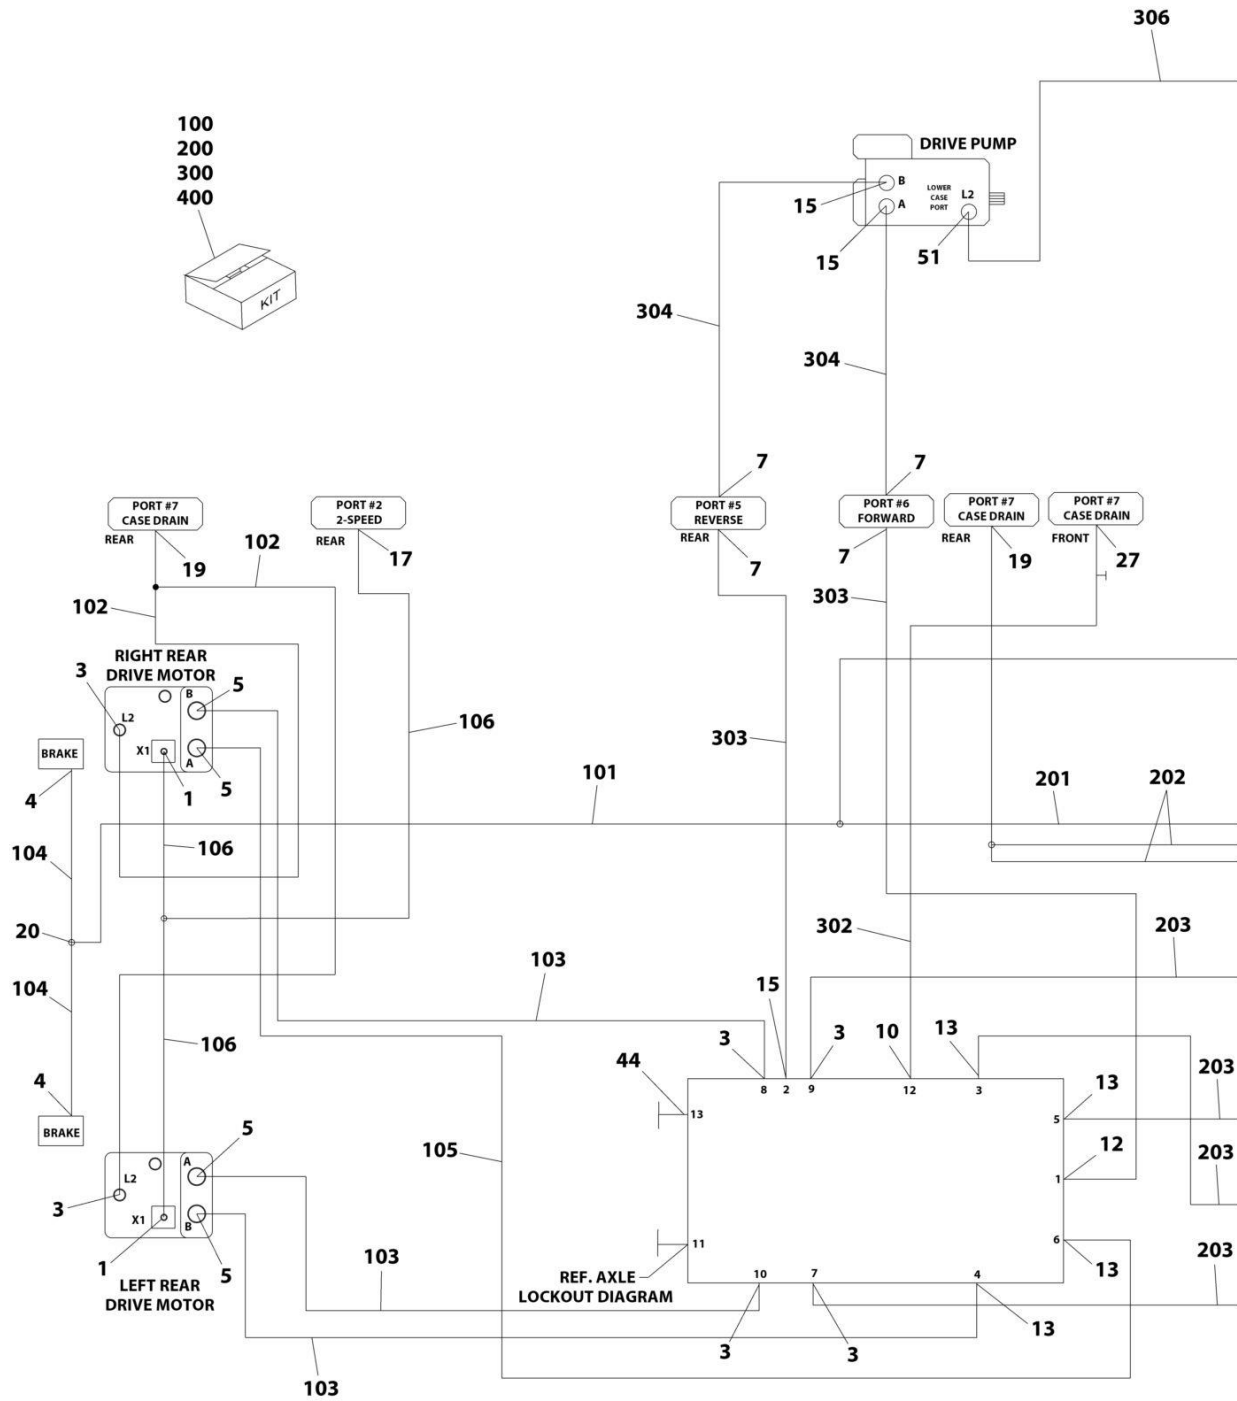 306
100
200
300
400
KIT
DRIVE PUMP
B
A
LOWER
CASE
PORT
L2
15
15
51
304
304
7
7
PORT #7
CASE DRAIN
REAR
PORT #2
2-SPEED
REAR
PORT #5
REVERSE
REAR
PORT #6
FORWARD
PORT #7
CASE DRAIN
REAR
PORT #7
CASE DRAIN
FRONT
19
102
17
7
7
19
27
102
303
RIGHT REAR
DRIVE MOTOR
3
B
5
L2
X1
A
5
1
BRAKE
4
106
303
101
201
202
104
106
20
302
203
104
103
15
106
3
3
10
13
44
8
2
9
12
3
13
203
4
BRAKE
13
5
5
A
105
12
203
L2
1
3
X1
B
11
6
203
1
5
103
REF. AXLE
LOCKOUT DIAGRAM
10
7
4
13
LEFT REAR
DRIVE MOTOR
13
3
3
103